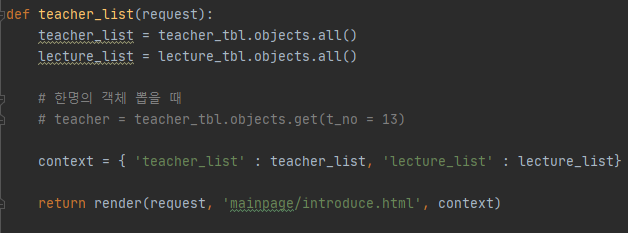 def teacher_list(request):
teacher_list = teacher_tbl.objects.all()
lecture_list = lecture_tbl.objects.all()
# 한명의 객체 뽑을 때
# teacher = teacher_tbl.objects.get(t_no = 13)
context = { 'teacher_list' : teacher_list, 'lecture_list' : lecture_list}
return render(request, 'mainpage/introduce.html', context)